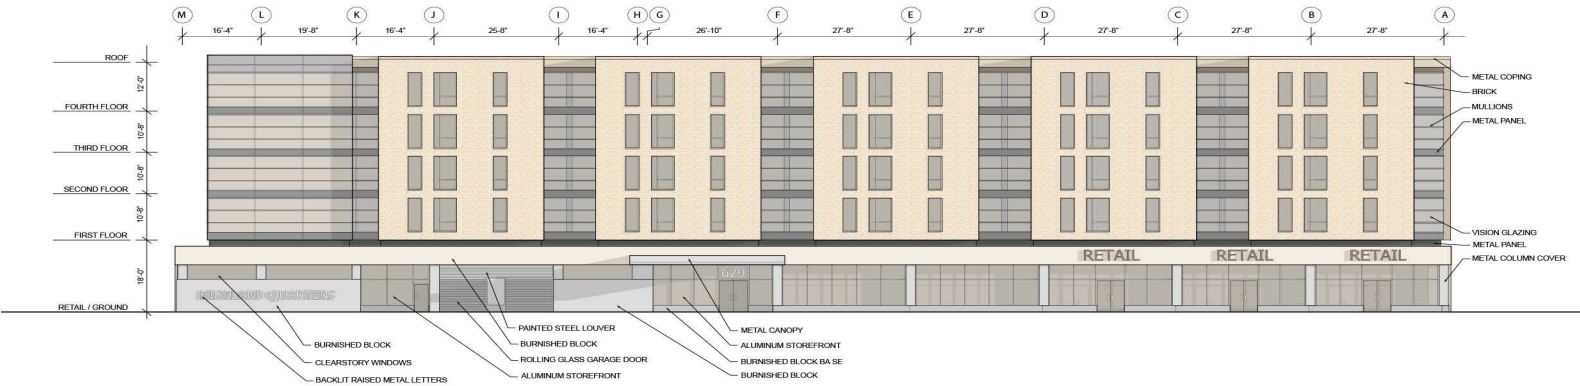 M L K J I H G F E D C B A
16'-4" 19'-8" 16'-4" 25'-8" 16'-4" 26'-10" 27'-8" 27'-8" 27'-8" 27'-8" 27'-8"
ROOF
12'-0"
FOURTH FLOOR
10'-8"
THIRD FLOOR
10'-8"
SECOND FLOOR
10'-8"
FIRST FLOOR
18'-0"
RETAIL / GROUND
METAL COPING
BRICK
MULLIONS
METAL PANEL
VISION GLAZING
METAL PANEL
METAL COLUMN COVER
RETAIL RETAIL RETAIL
629
QUARTERS
BURNISHED BLOCK
CLEARSTORY WINDOWS
BACKLIT RAISED METAL LETTERS
PAINTED STEEL LOUVER
BURNISHED BLOCK
ROLLING GLASS GARAGE DOOR
ALUMINUM STOREFRONT
METAL CANOPY
ALUMINUM STOREFRONT
BURNISHED BLOCK BA SE
BURNISHED BLOCK